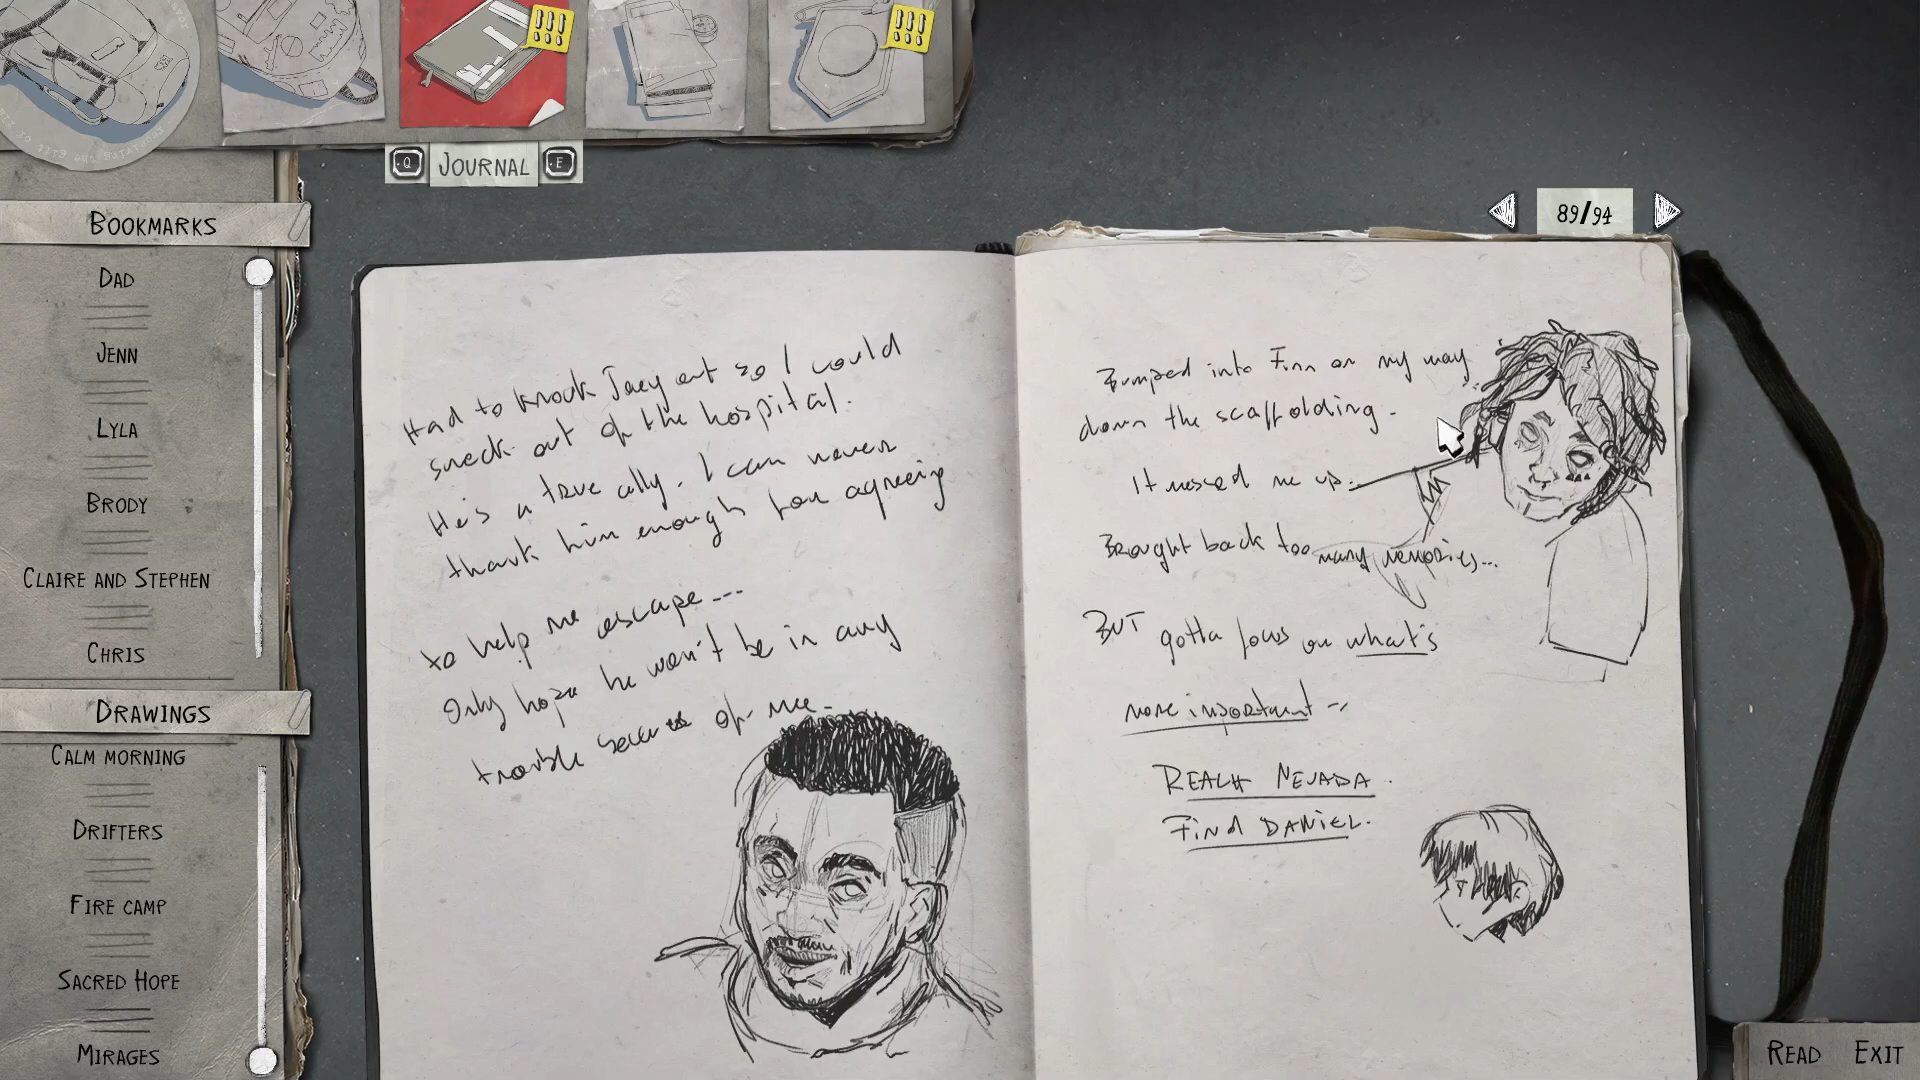 Q JOURNAL E
89/94
BOOKMARKS
DAD
JENN
LYLA
BRODY
CLAIRE AND STEPHEN
CHRIS
DRAWINGS
CALM MORNING
DRIFTERS
FIRE CAMP
SACRED HOPE
MIRAGES
Had to knock Joey out so I could
sneak out of the hospital.
He's a true ally. I can never
thank him enough for agreeing
to help me escape...
Only hope he won't be in any
trouble because of me.
Bumped into Finn on my way
down the scaffolding.
It messed me up.
Brought back too many memories...
BUT gotta focus on what's
more important --
REACH NEVADA.
Find DANIEL.
READ EXIT